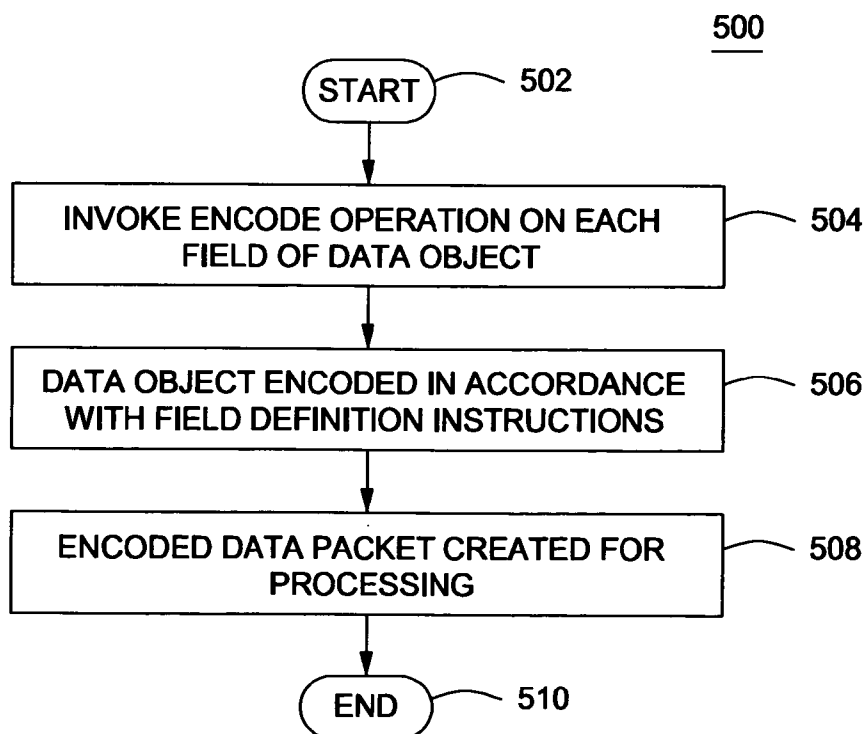 500
START
502
INVOKE ENCODE OPERATION ON EACH
FIELD OF DATA OBJECT
504
DATA OBJECT ENCODED IN ACCORDANCE
WITH FIELD DEFINITION INSTRUCTIONS
506
ENCODED DATA PACKET CREATED FOR
PROCESSING
508
END
510